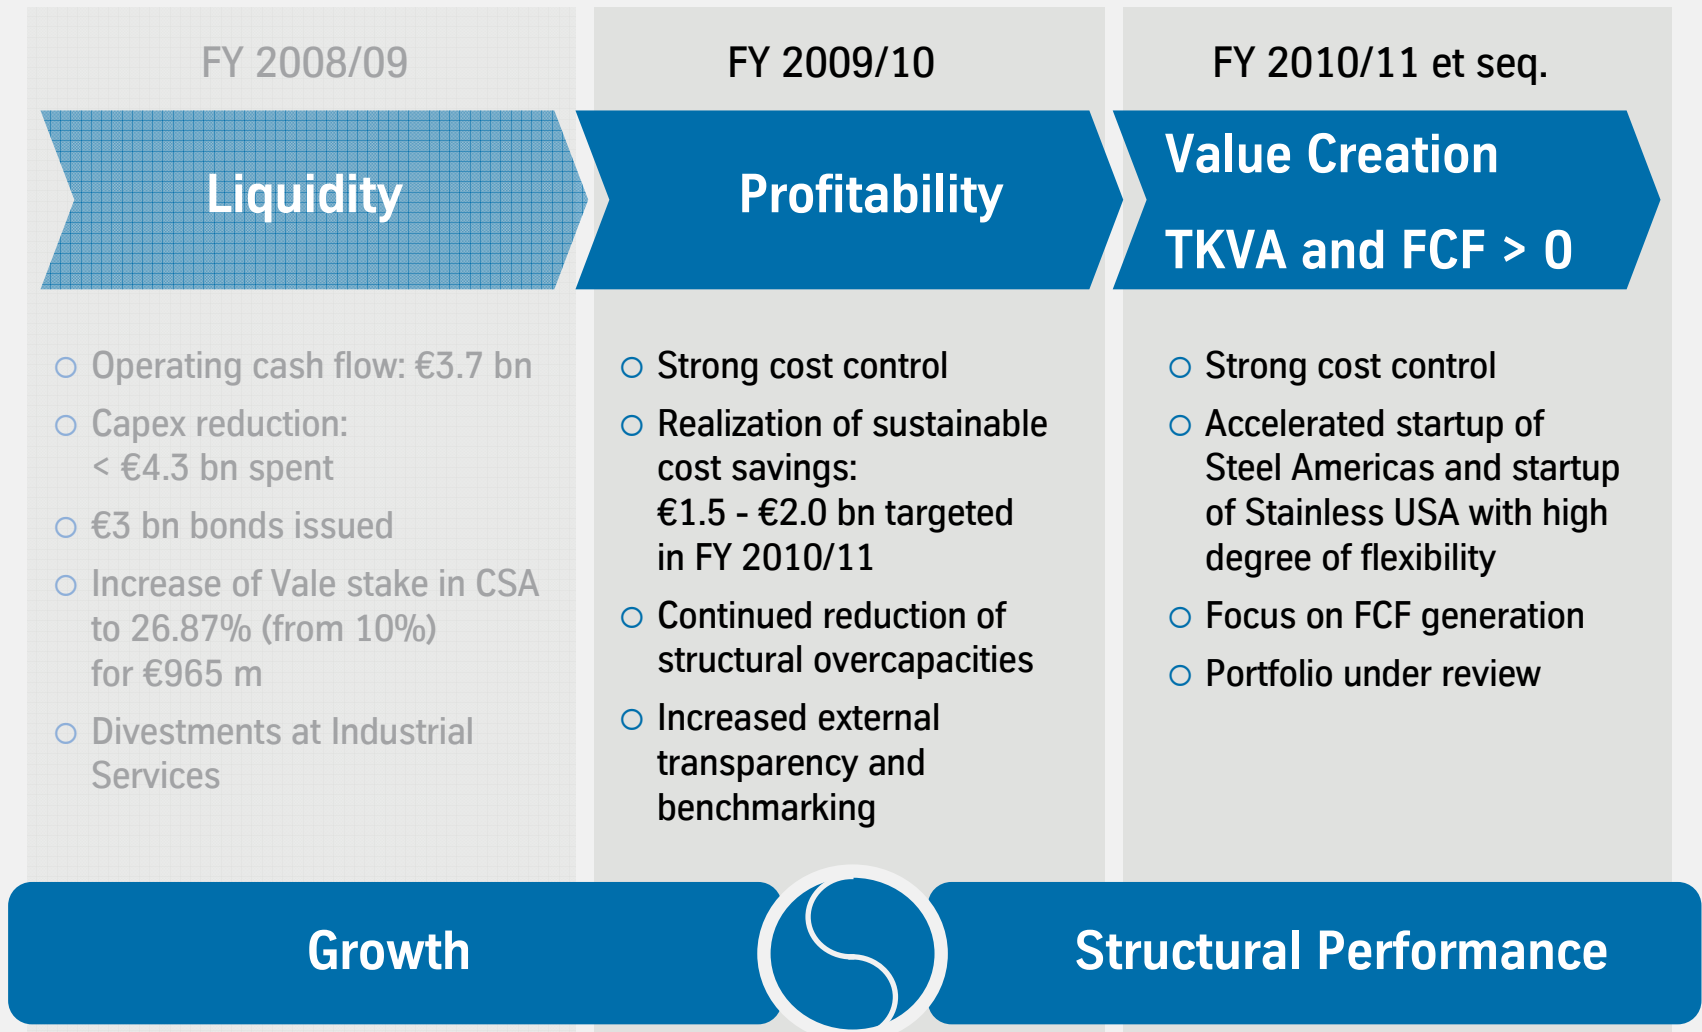 FY 2008/09
Liquidity
○ Operating cash flow: €3.7 bn
○ Capex reduction:
< €4.3 bn spent
○ €3 bn bonds issued
○ Increase of Vale stake in CSA
to 26.87% (from 10%)
for €965 m
○ Divestments at Industrial
Services
FY 2009/10
Profitability
○ Strong cost control
○ Realization of sustainable
cost savings:
€1.5 - €2.0 bn targeted
in FY 2010/11
○ Continued reduction of
structural overcapacities
○ Increased external
transparency and
benchmarking
FY 2010/11 et seq.
Value Creation
TKVA and FCF > 0
○ Strong cost control
○ Accelerated startup of
Steel Americas and startup
of Stainless USA with high
degree of flexibility
○ Focus on FCF generation
○ Portfolio under review
Growth
Structural Performance